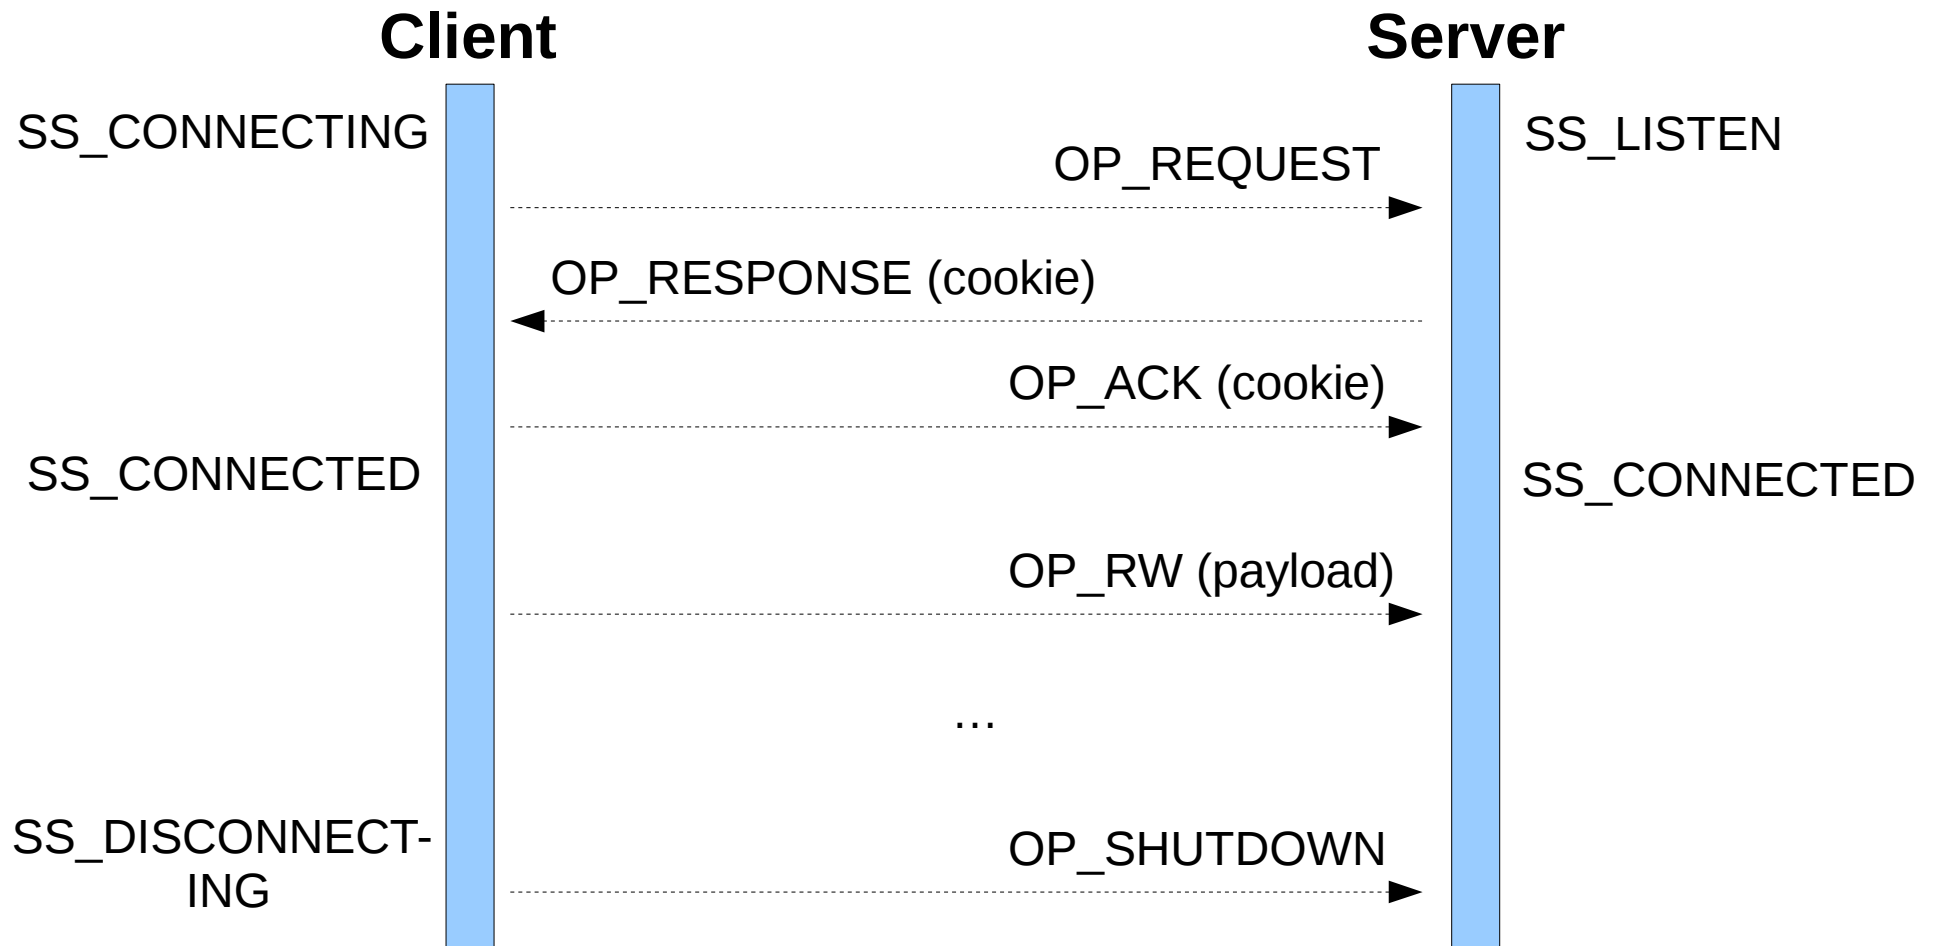 Client
Server
SS_CONNECTING
SS_LISTEN
OP_REQUEST
OP_RESPONSE (cookie)
OP_ACK (cookie)
SS_CONNECTED
SS_CONNECTED
OP_RW (payload)
...
SS_DISCONNECT-
ING
OP_SHUTDOWN